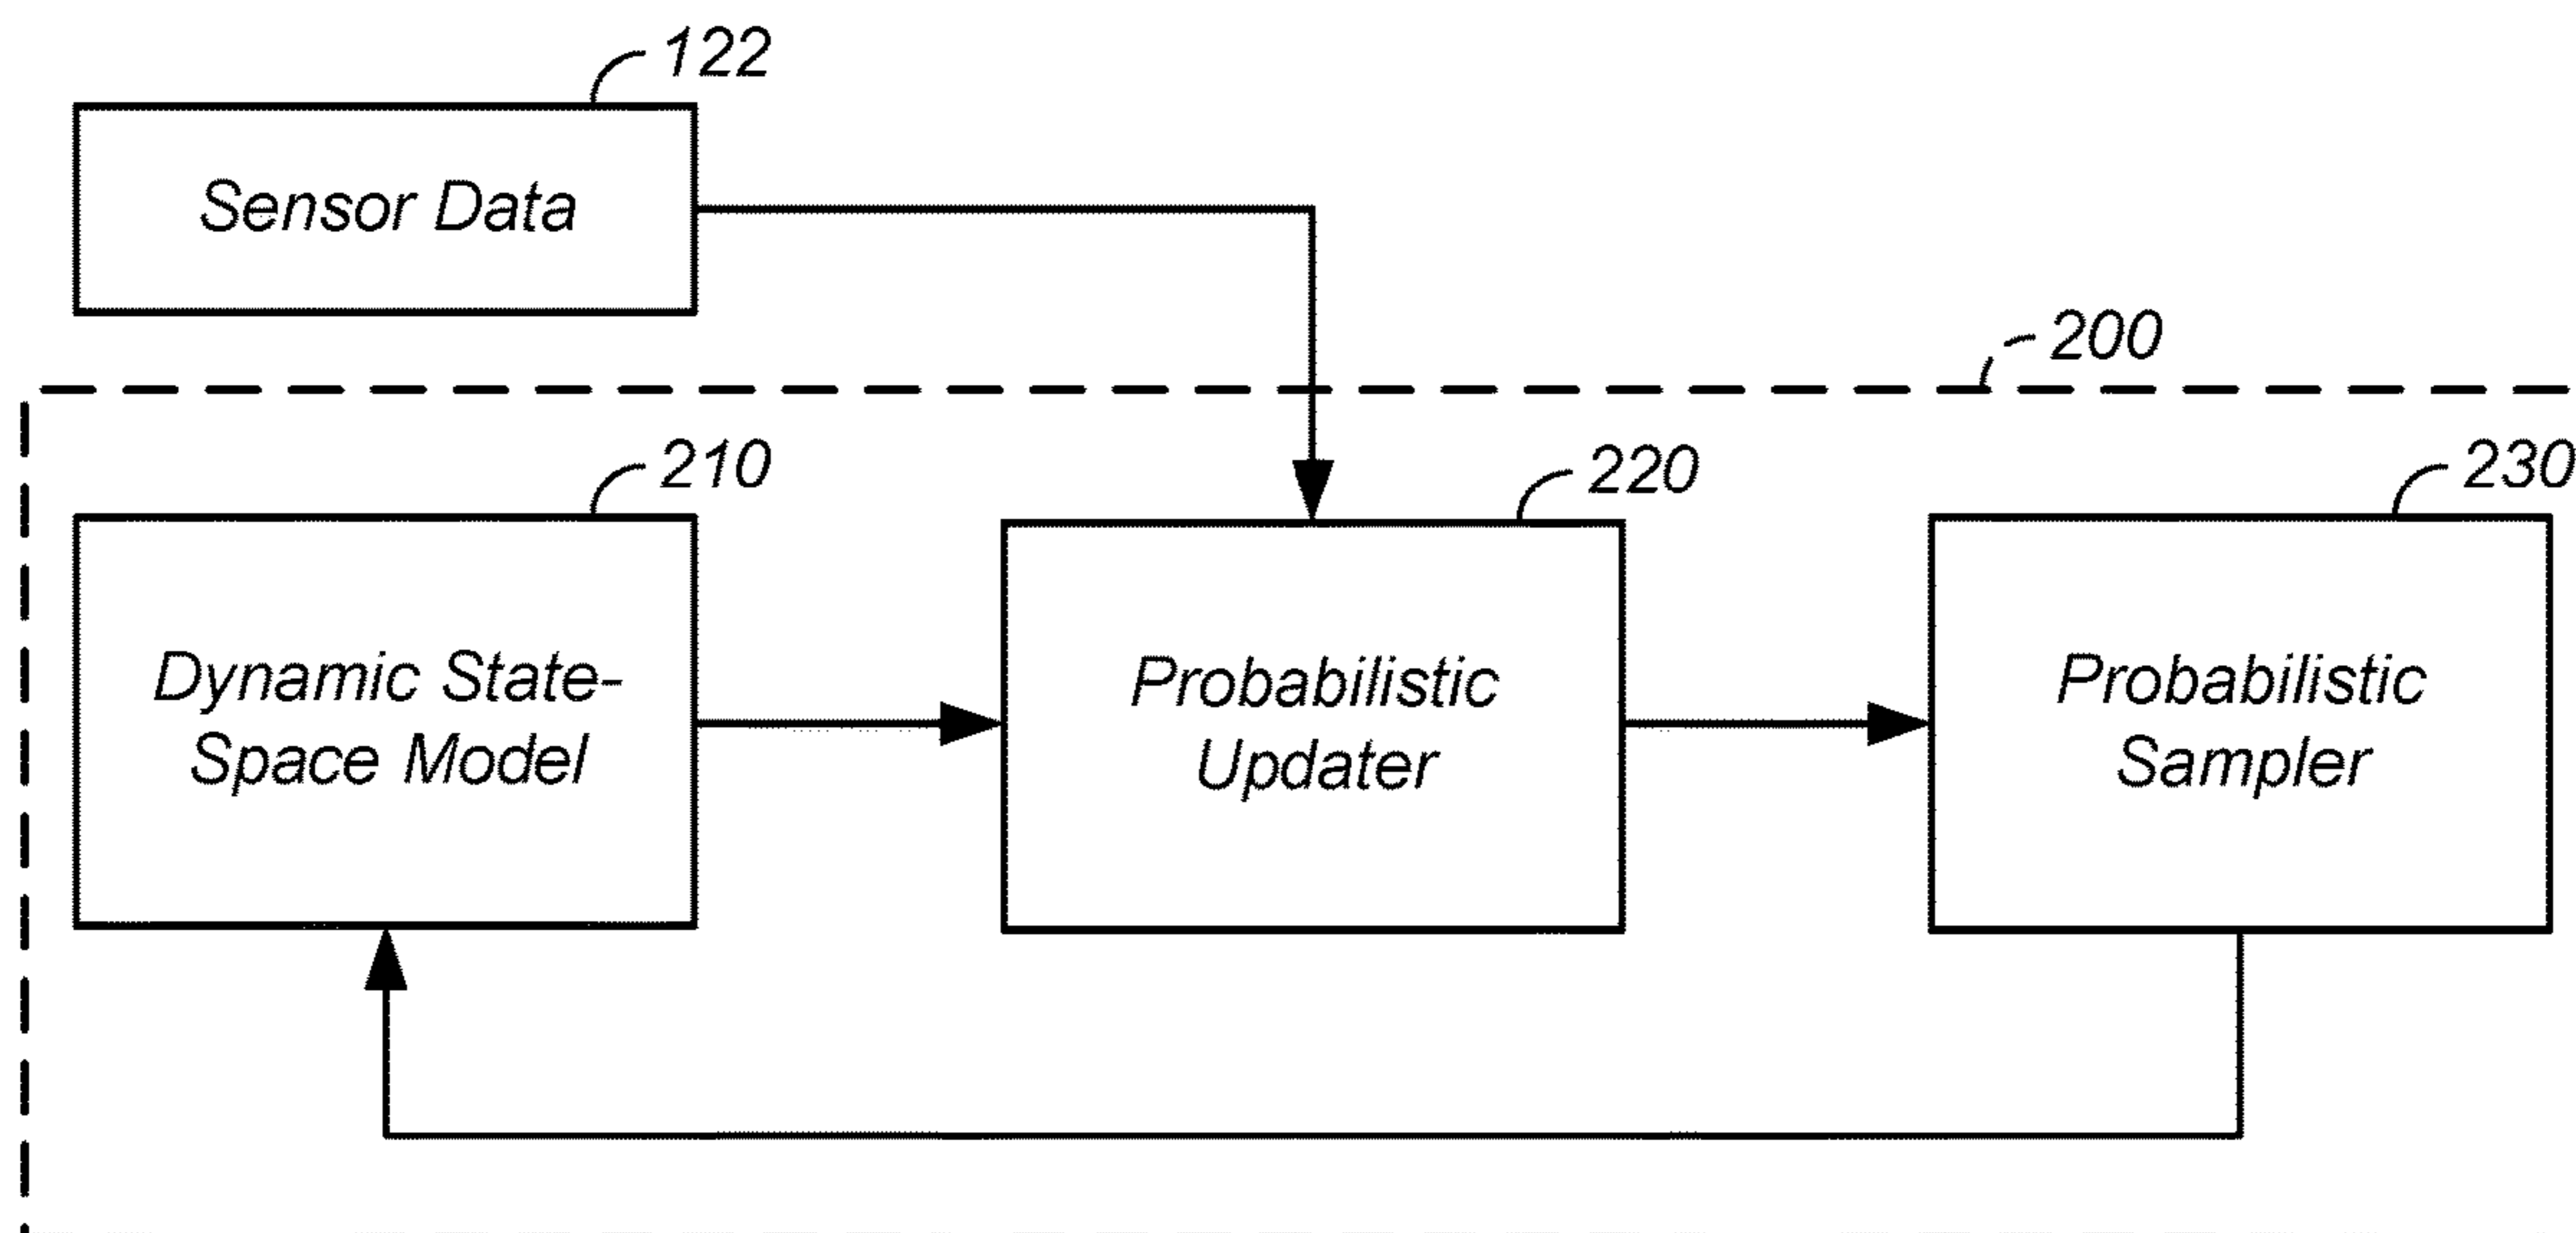 122
Sensor Data
200
210
220
230
Dynamic State-
Space Model
Probabilistic
Updater
Probabilistic
Sampler